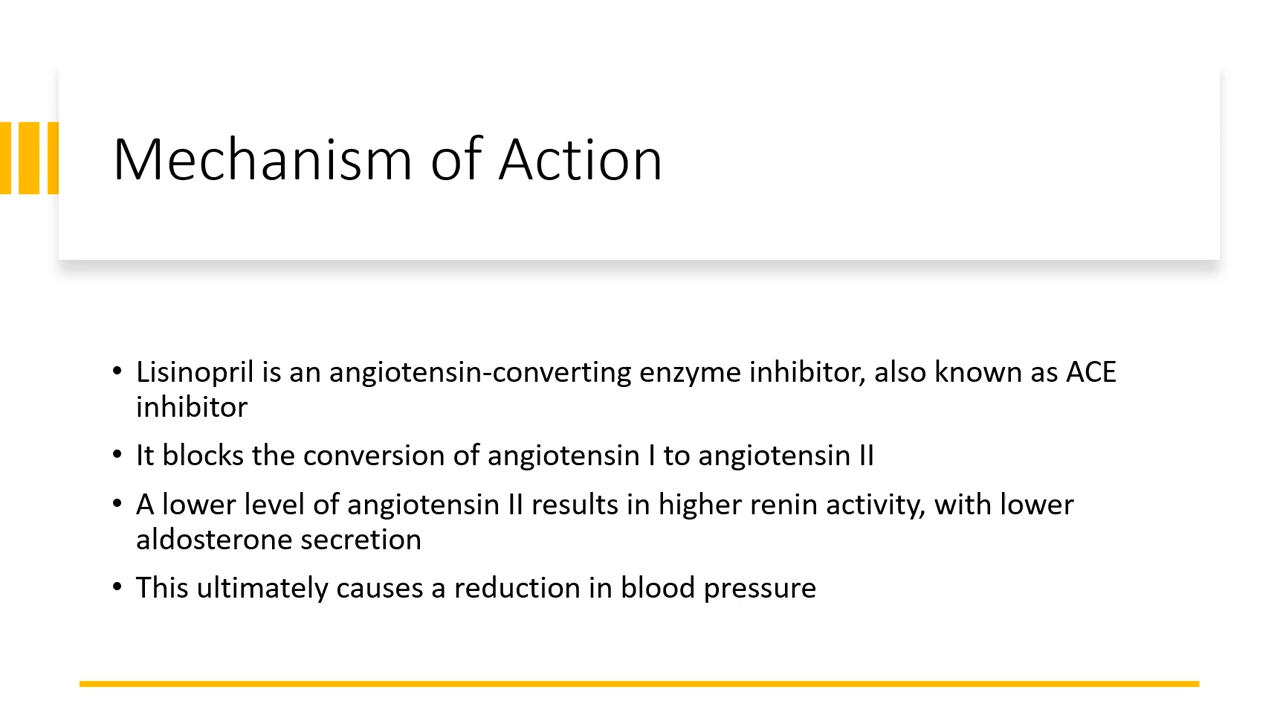 Mechanism of Action
• Lisinopril is an angiotensin-converting enzyme inhibitor, also known as ACE
inhibitor
• It blocks the conversion of angiotensin I to angiotensin II
• A lower level of angiotensin II results in higher renin activity, with lower
aldosterone secretion
• This ultimately causes a reduction in blood pressure